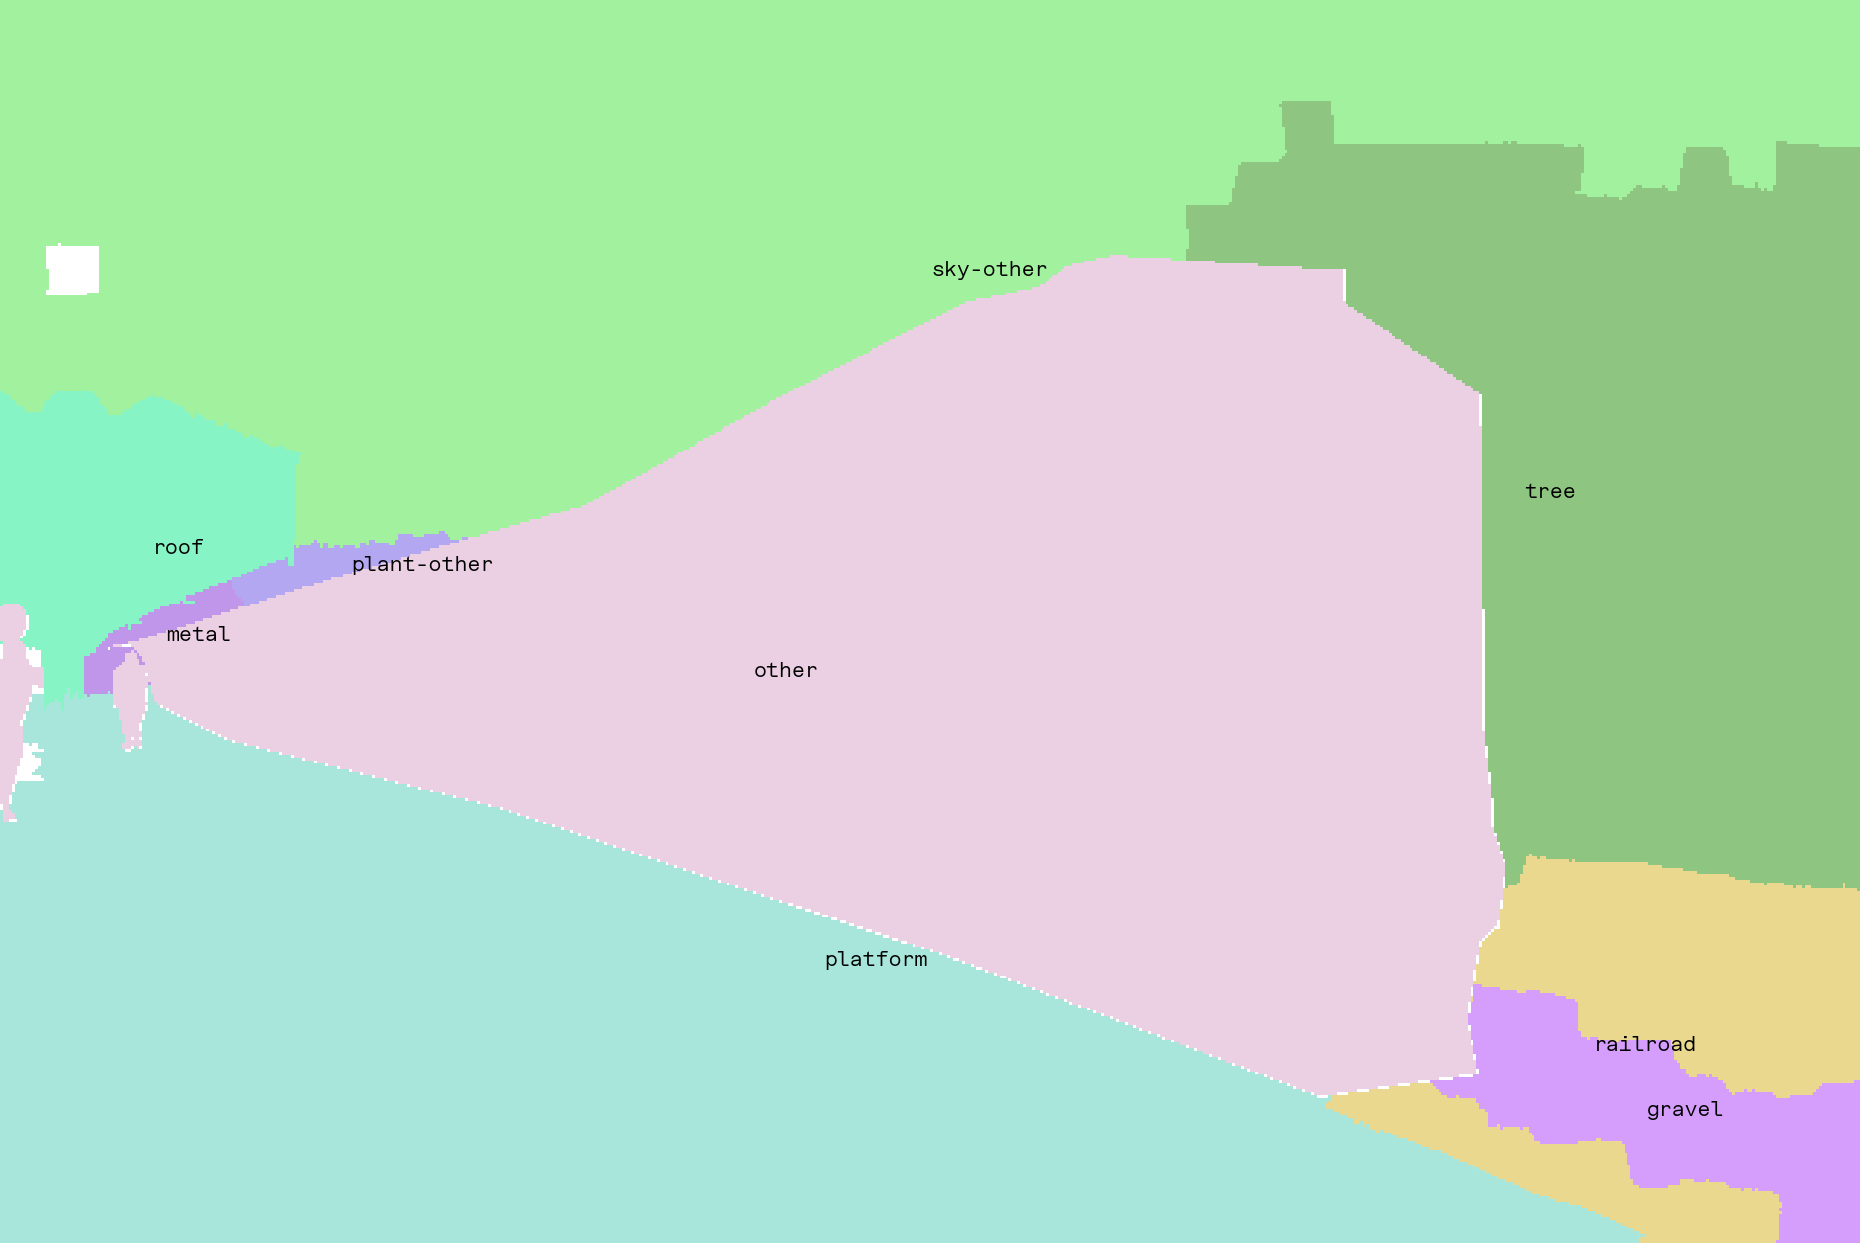 sky-other
tree
roof
plant-other
metal
other
platform
railroad
gravel